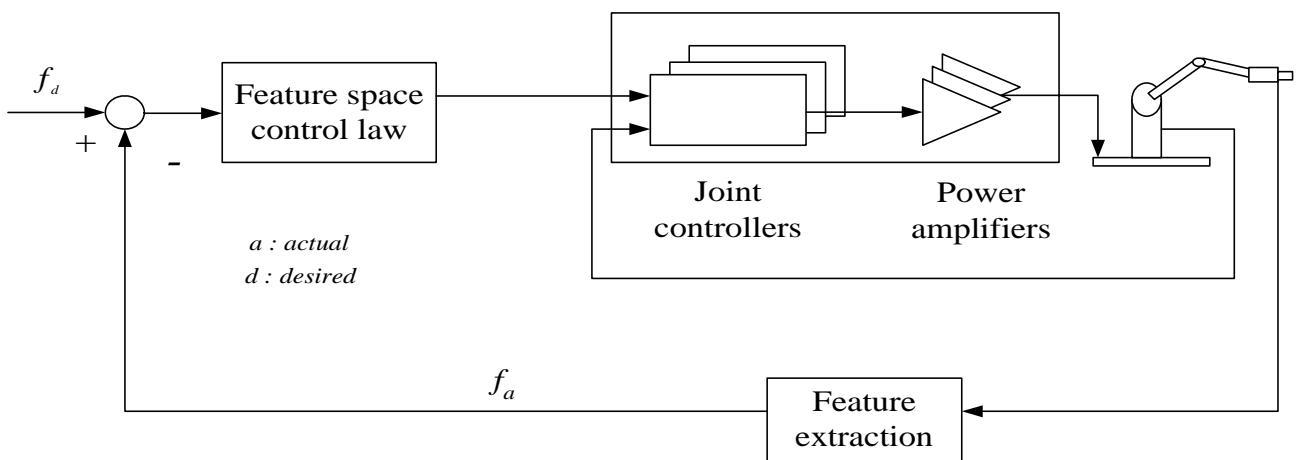 f_d
+
-
Feature space
control law
Joint
controllers
Power
amplifiers
a : actual
d : desired
f_a
Feature
extraction